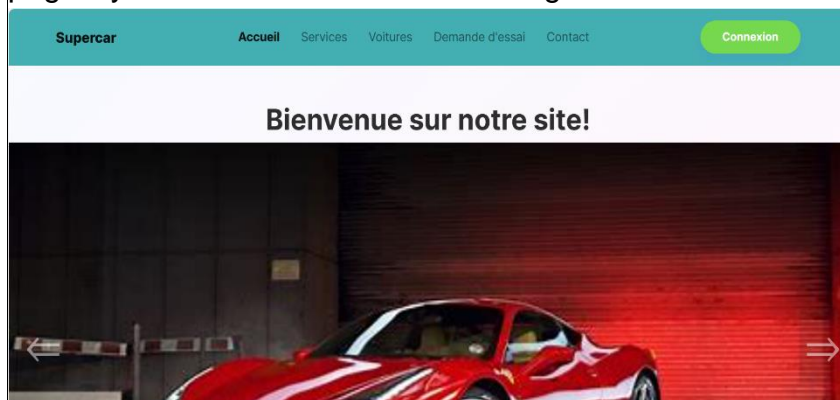 Supercar Accueil Services Voitures Demande d'essai Contact Connexion
Bienvenue sur notre site!